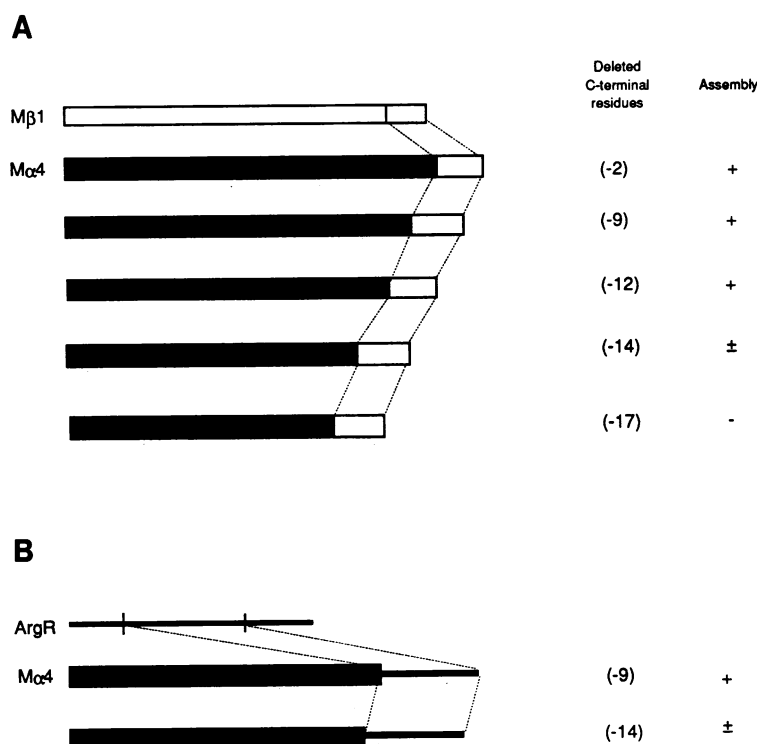 A
Deleted
C-terminal
residues
Assembly
Mβ1
Mα4
(-2) +
(-9) +
(-12) +
(-14) ±
(-17) -
B
ArgR
Mα4
(-9) +
(-14) ±